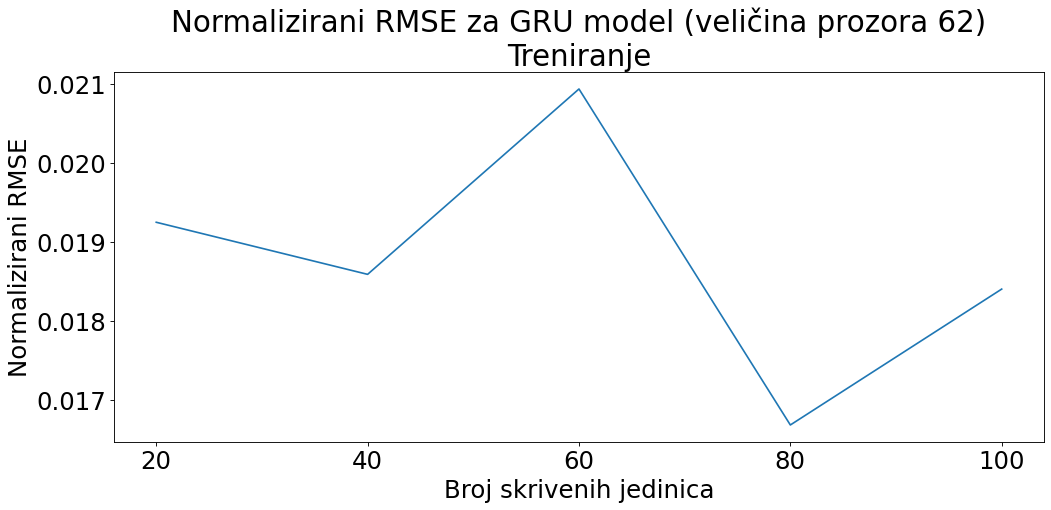 Normalizirani RMSE za GRU model (veličina prozora 62)
Treniranje
Normalizirani RMSE
0.021
0.020
0.019
0.018
0.017
20 40 60 80 100
Broj skrivenih jedinica